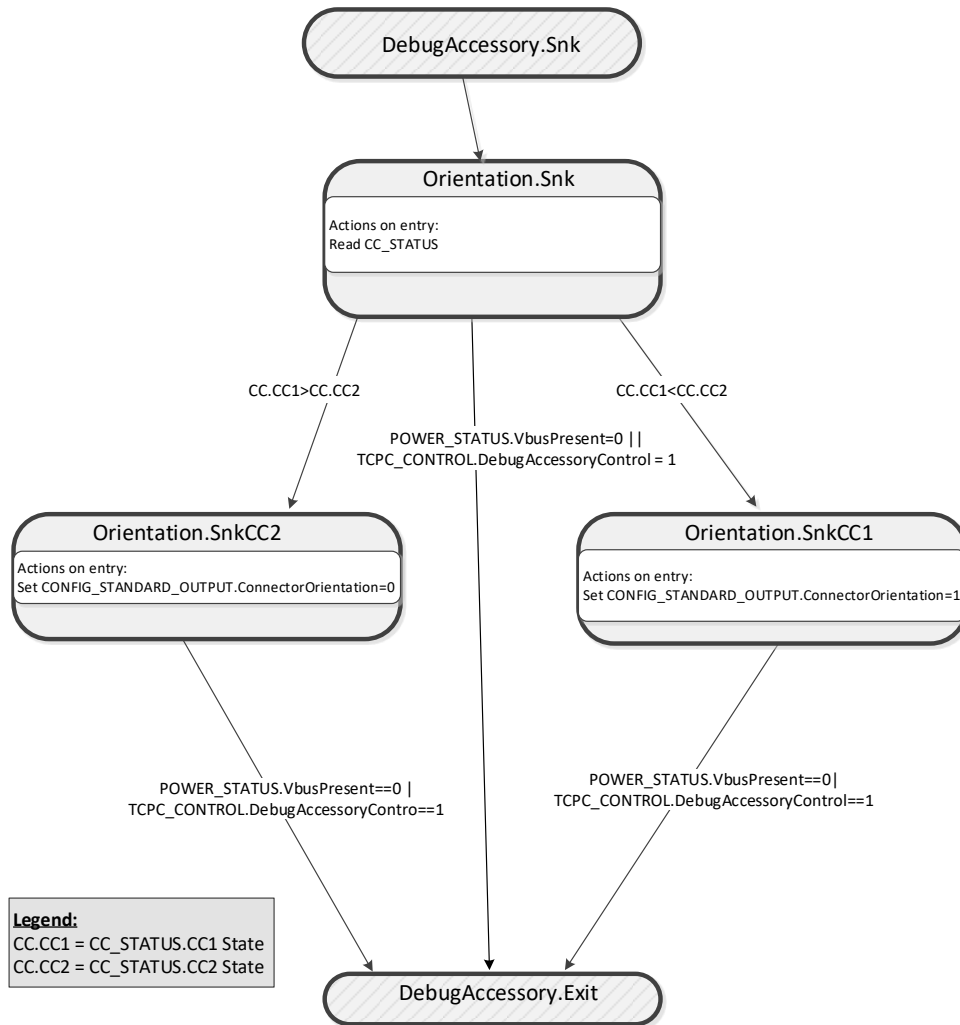 DebugAccessory.Snk
Orientation.Snk
Actions on entry:
Read CC_STATUS
CC.CC1>CC.CC2
CC.CC1<CC.CC2
POWER_STATUS.VbusPresent=0 ||
TCPC_CONTROL.DebugAccessoryControl = 1
Orientation.SnkCC2
Actions on entry:
Set CONFIG_STANDARD_OUTPUT.ConnectorOrientation=0
Orientation.SnkCC1
Actions on entry:
Set CONFIG_STANDARD_OUTPUT.ConnectorOrientation=1
POWER_STATUS.VbusPresent==0 |
TCPC_CONTROL.DebugAccessoryContro==1
POWER_STATUS.VbusPresent==0|
TCPC_CONTROL.DebugAccessoryControl==1
Legend:
CC.CC1 = CC_STATUS.CC1 State
CC.CC2 = CC_STATUS.CC2 State
DebugAccessory.Exit